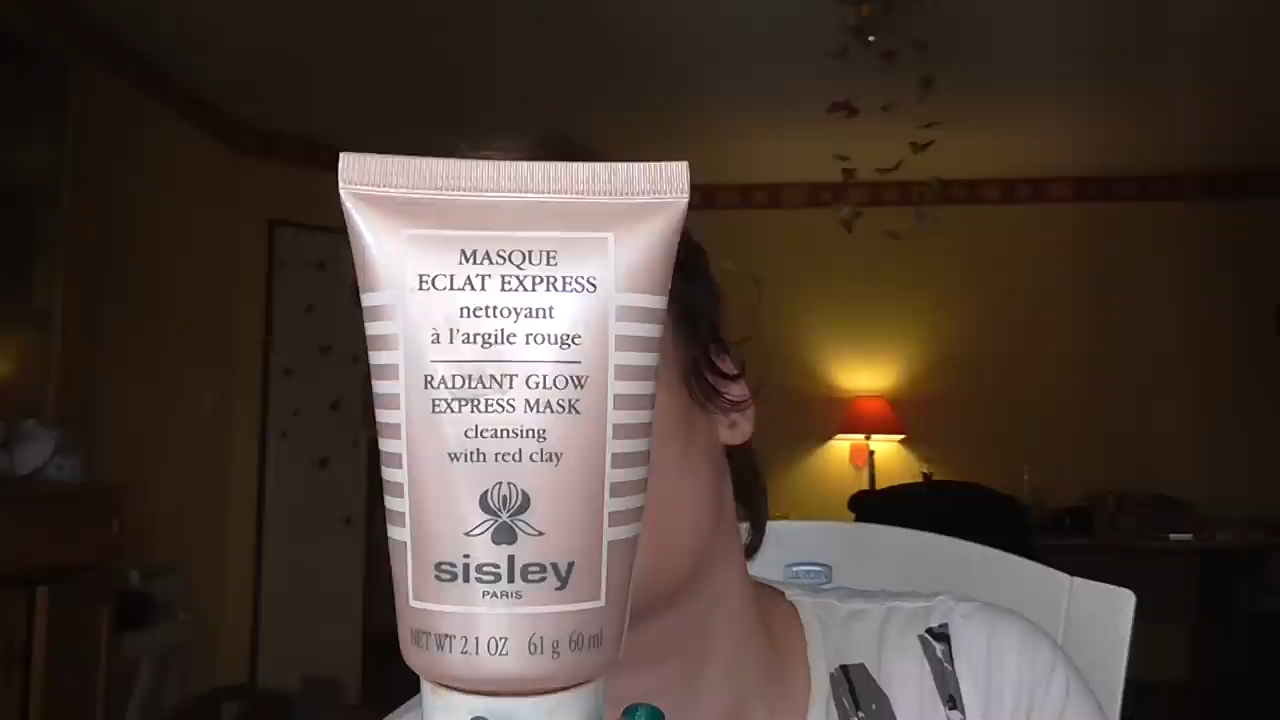 MASQUE
ECLAT EXPRESS
nettoyant
à l'argile rouge
RADIANT GLOW
EXPRESS MASK
cleansing
with red clay
sisley
PARIS
NET WT 2.1 OZ 61 g 60 ml